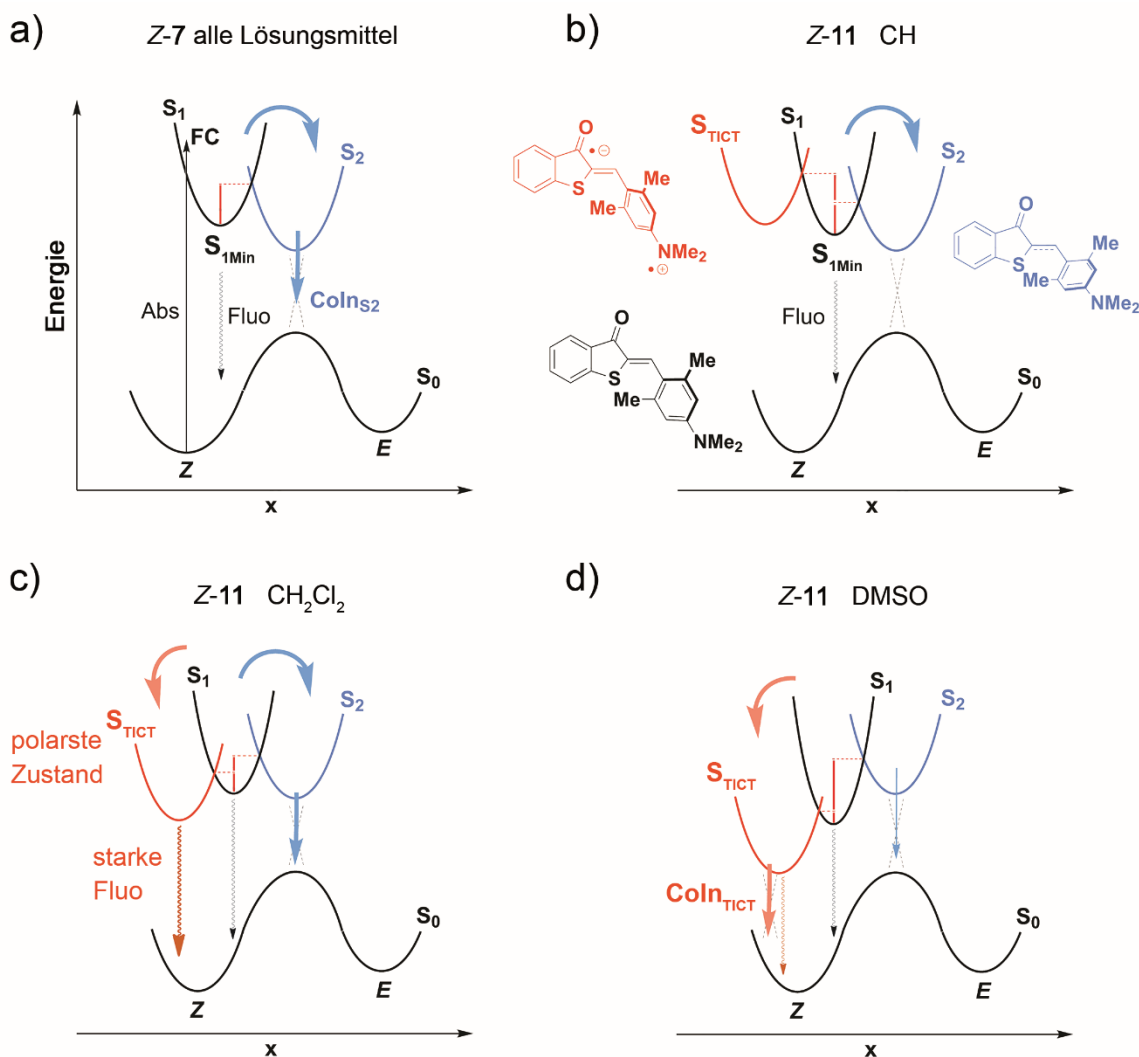 a)
Z-7 alle Lösungsmittel
S1
FC
S2
S1Min
CoInS2
Abs
Fluo
Energie
S0
Z
E
x
b)
Z-11 CH
STICT
S1
S2
S1Min
Fluo
S0
Z
E
x
O
•⊖
S
Me
Me
NMe2
•⊕
O
S
Me
Me
NMe2
O
S
Me
Me
NMe2
c)
Z-11 CH2Cl2
S1
S2
STICT
polarste
Zustand
starke
Fluo
S0
Z
E
x
d)
Z-11 DMSO
S1
S2
STICT
CoInTICT
S0
Z
E
x